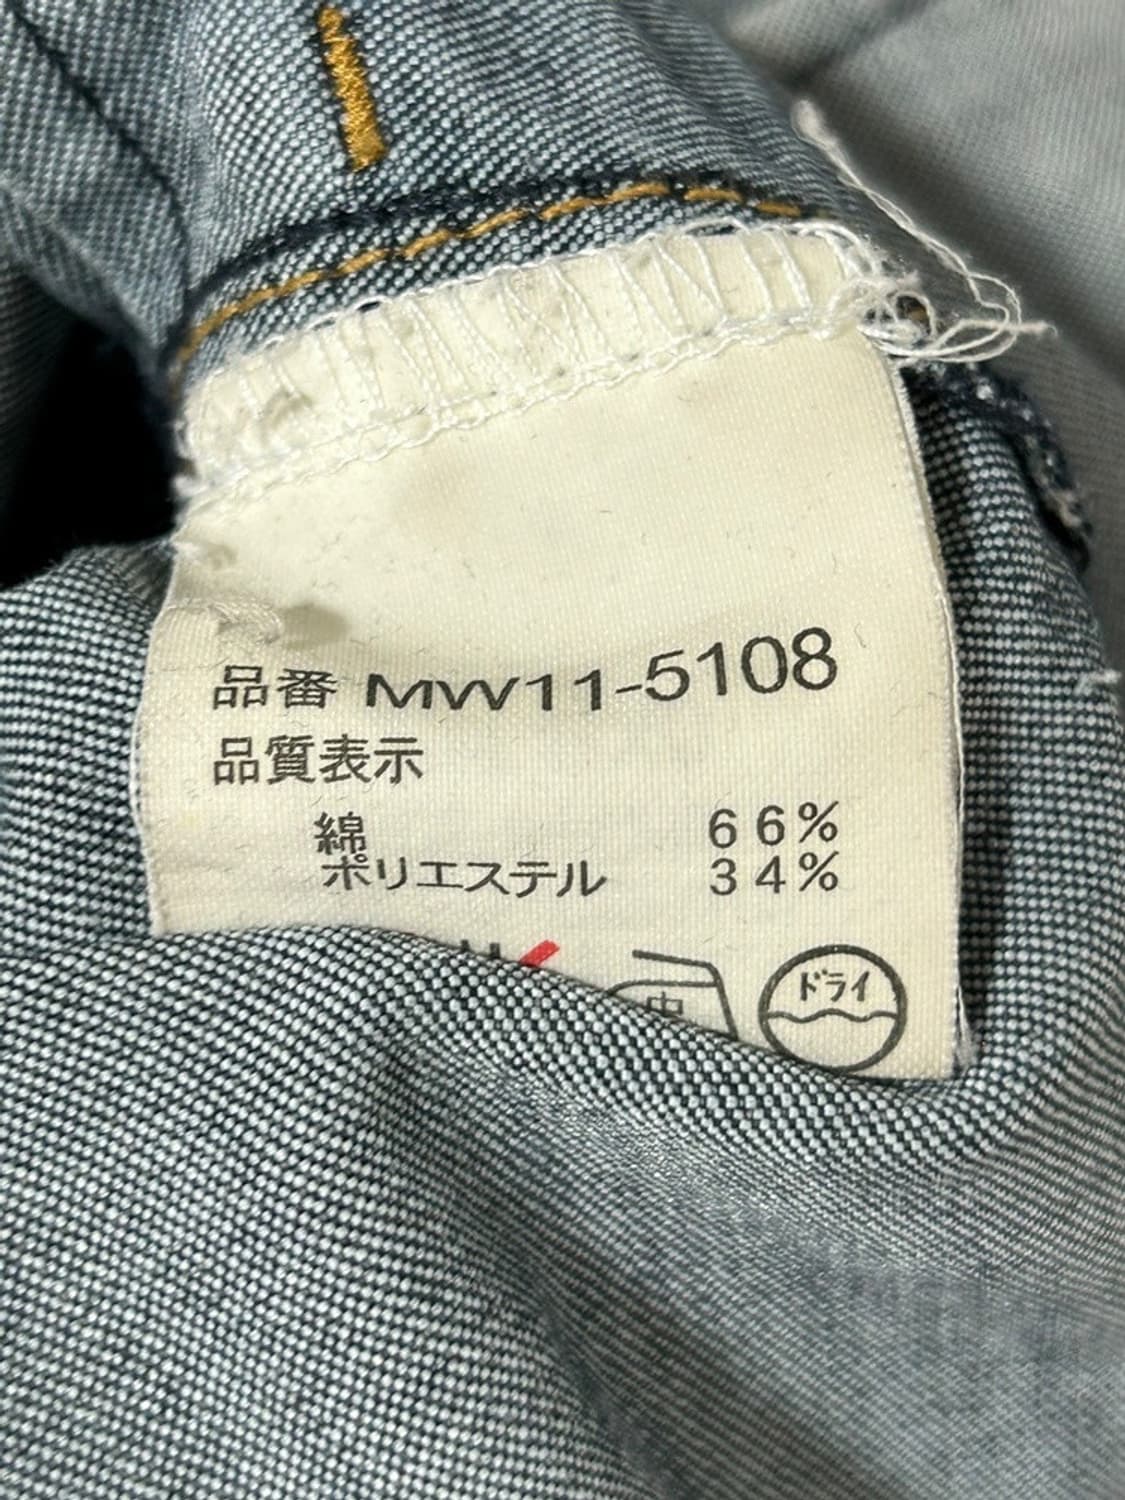 品番 MW11-5108
品質表示
綿 66%
ポリエステル 34%
中 ドライ